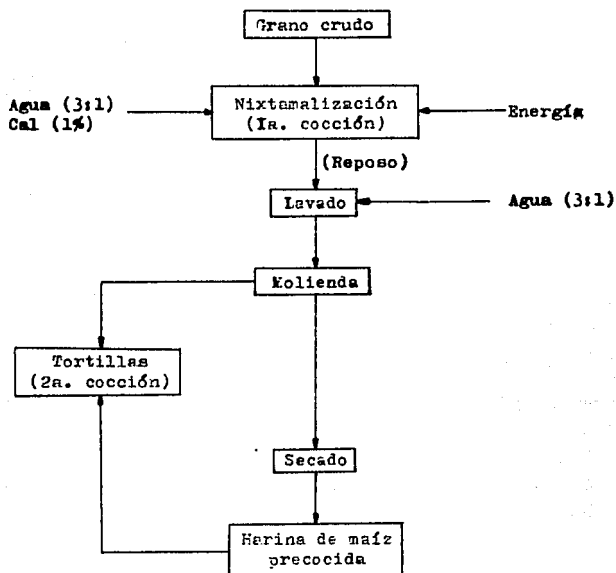 Grano crudo
Agua (3:1)
Cal (1%)
Nixtamalización
(1a. cocción)
Energía
(Reposo)
Lavado
Agua (3:1)
Molienda
Tortillas
(2a. cocción)
Secado
Harina de maíz
precocida